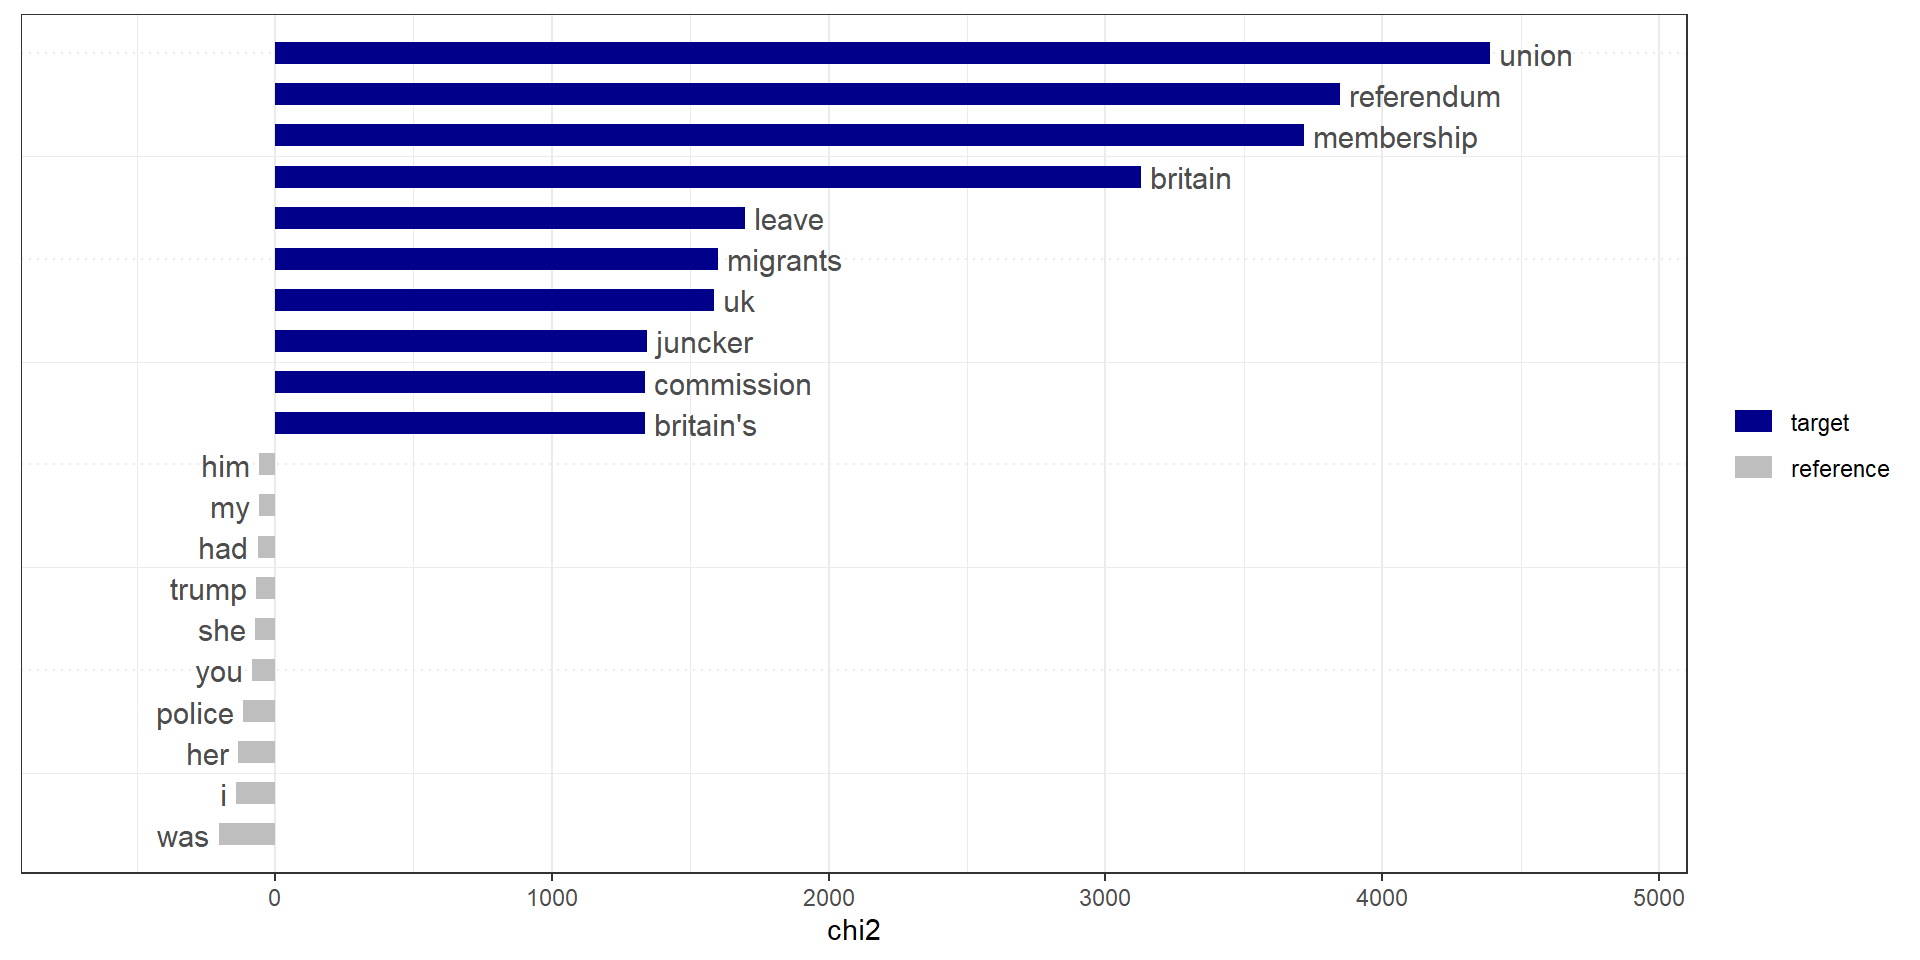 union
referendum
membership
britain
leave
migrants
uk
juncker
commission
britain's
him
my
had
trump
she
you
police
her
i
was
target
reference
0 1000 2000 3000 4000 5000
chi2